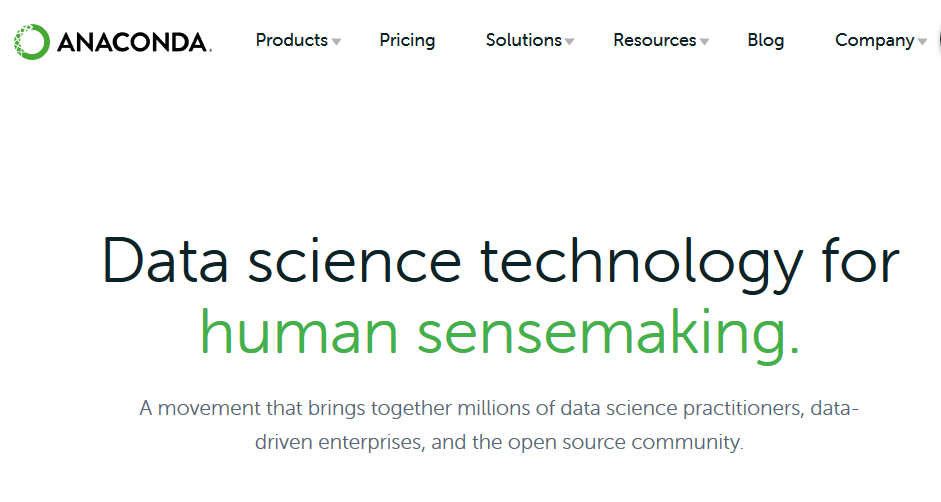 ANACONDA.
Products Pricing Solutions Resources Blog Company
Data science technology for
human sensemaking.
A movement that brings together millions of data science practitioners, data-
driven enterprises, and the open source community.